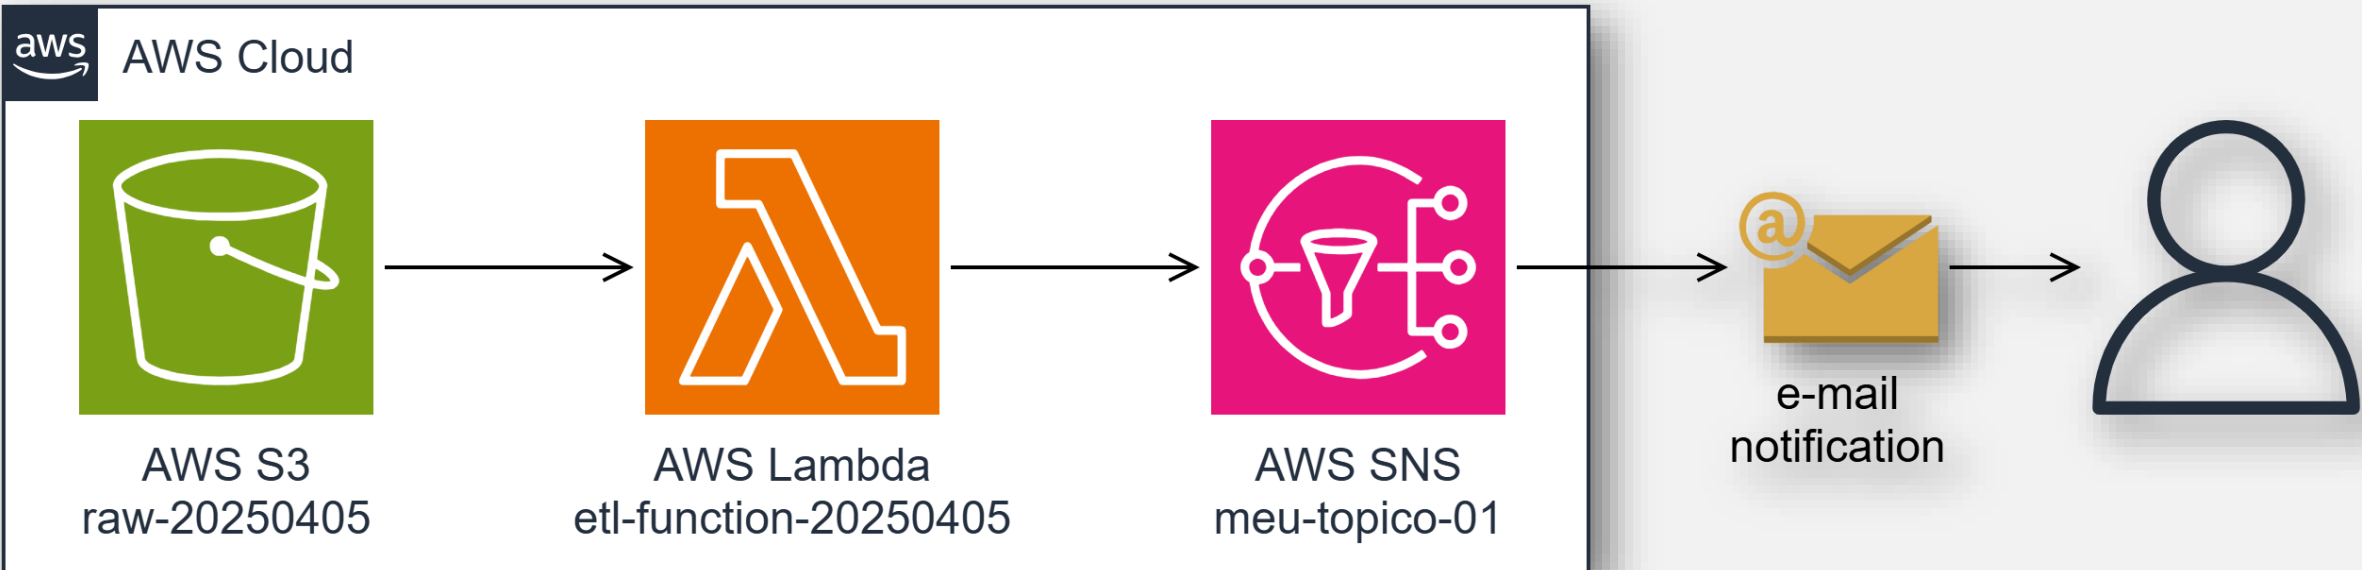 aws
AWS Cloud
@
AWS S3
raw-20250405
AWS Lambda
etl-function-20250405
AWS SNS
meu-topico-01
e-mail
notification